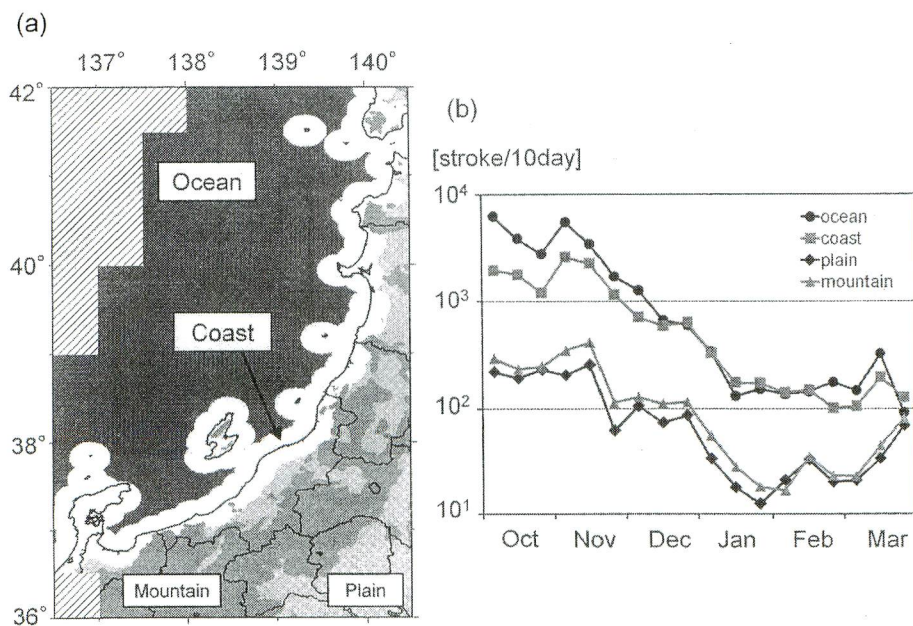 (a)
137° 138° 139° 140°
42°
40°
38°
36°
Ocean
Coast
Mountain
Plain
(b)
[stroke/10day]
10⁴
10³
10²
10¹
ocean
coast
plain
mountain
Oct Nov Dec Jan Feb Mar